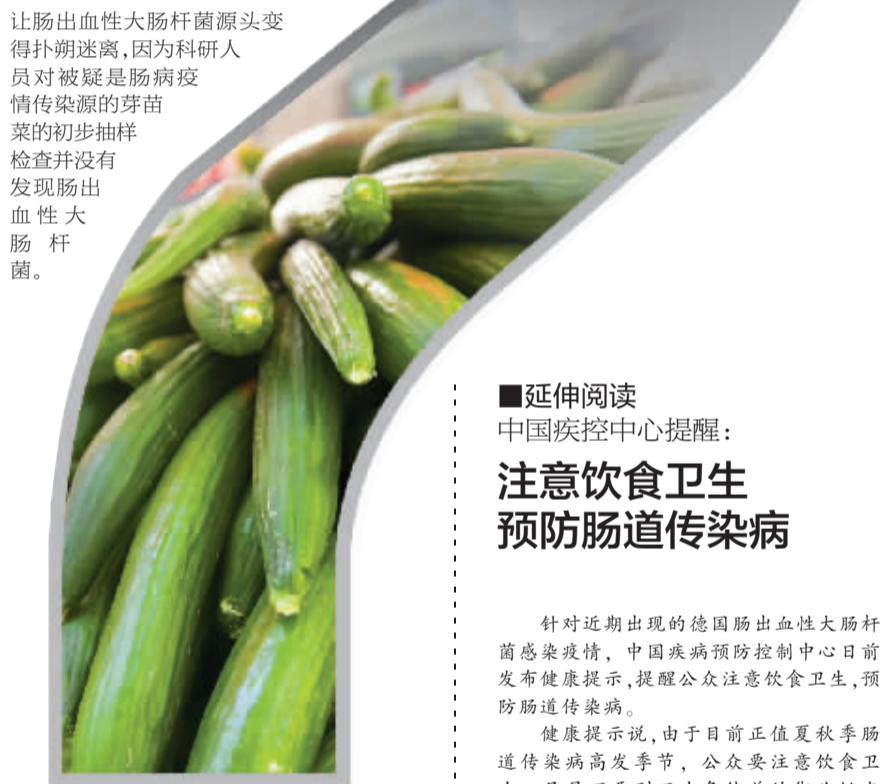 让肠出血性大肠杆菌源头变
得扑朔迷离,因为科研人
员对被疑是肠病疫
情传染源的芽苗
菜的初步抽样
检查并没有
发现肠出
血性大
肠杆
菌。
■延伸阅读
中国疾控中心提醒:
注意饮食卫生
预防肠道传染病
针对近期出现的德国肠出血性大肠杆
菌感染疫情，中国疾病预防控制中心日前
发布健康提示,提醒公众注意饮食卫生,预
防肠道传染病。
健康提示说,由于目前正值夏秋季肠
道传染病高发季节，公众要注意饮食卫